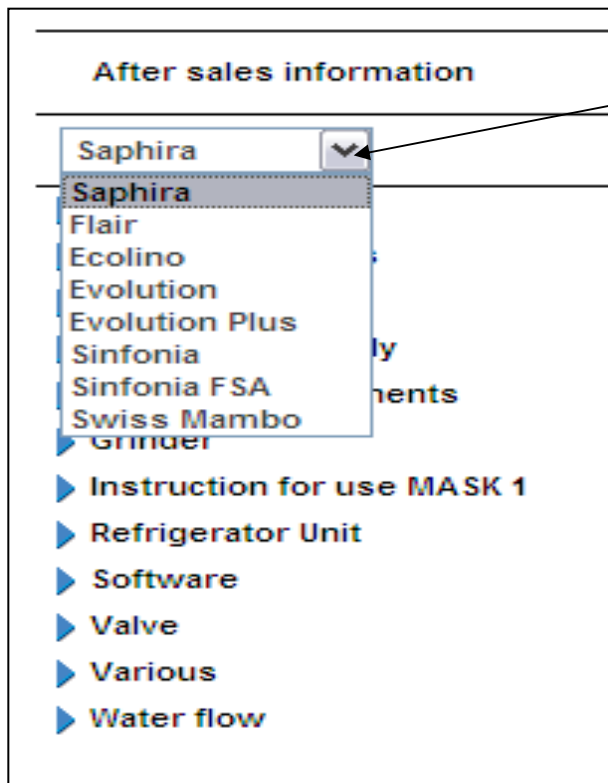 After sales information
Saphira
Saphira
Flair
Ecolino
Evolution
Evolution Plus
Sinfonia
Sinfonia FSA
Swiss Mambo
Grinder
Instruction for use MASK 1
Refrigerator Unit
Software
Valve
Various
Water flow